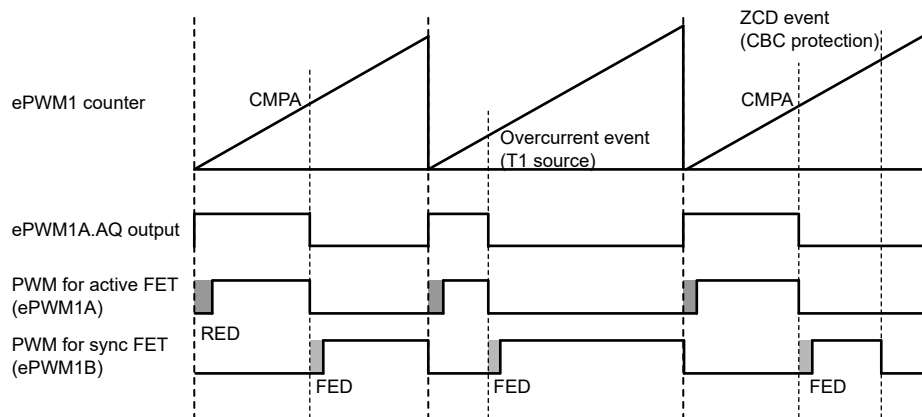 ZCD event
(CBC protection)
ePWM1 counter
CMPA
CMPA
Overcurrent event
(T1 source)
ePWM1A.AQ output
PWM for active FET
(ePWM1A)
RED
PWM for sync FET
(ePWM1B)
FED
FED
FED